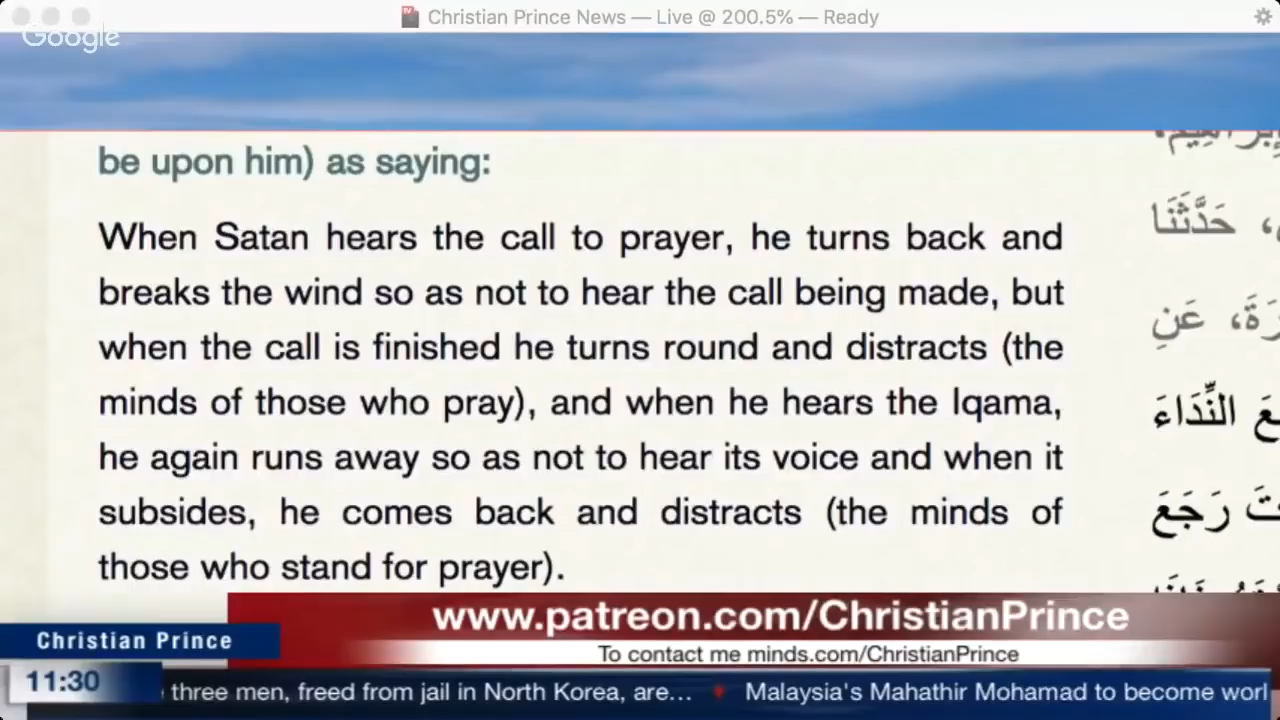 Christian Prince News — Live @ 200.5% — Ready
Google
be upon him) as saying:
When Satan hears the call to prayer, he turns back and
breaks the wind so as not to hear the call being made, but
when the call is finished he turns round and distracts (the
minds of those who pray), and when he hears the Iqama,
he again runs away so as not to hear its voice and when it
subsides, he comes back and distracts (the minds of
those who stand for prayer).
حَدَّثَنَا
عَنِ
النِّدَاءَ
رَجَعَ
www.patreon.com/ChristianPrince
Christian Prince
To contact me minds.com/ChristianPrince
11:30
three men, freed from jail in North Korea, are... Malaysia's Mahathir Mohamad to become